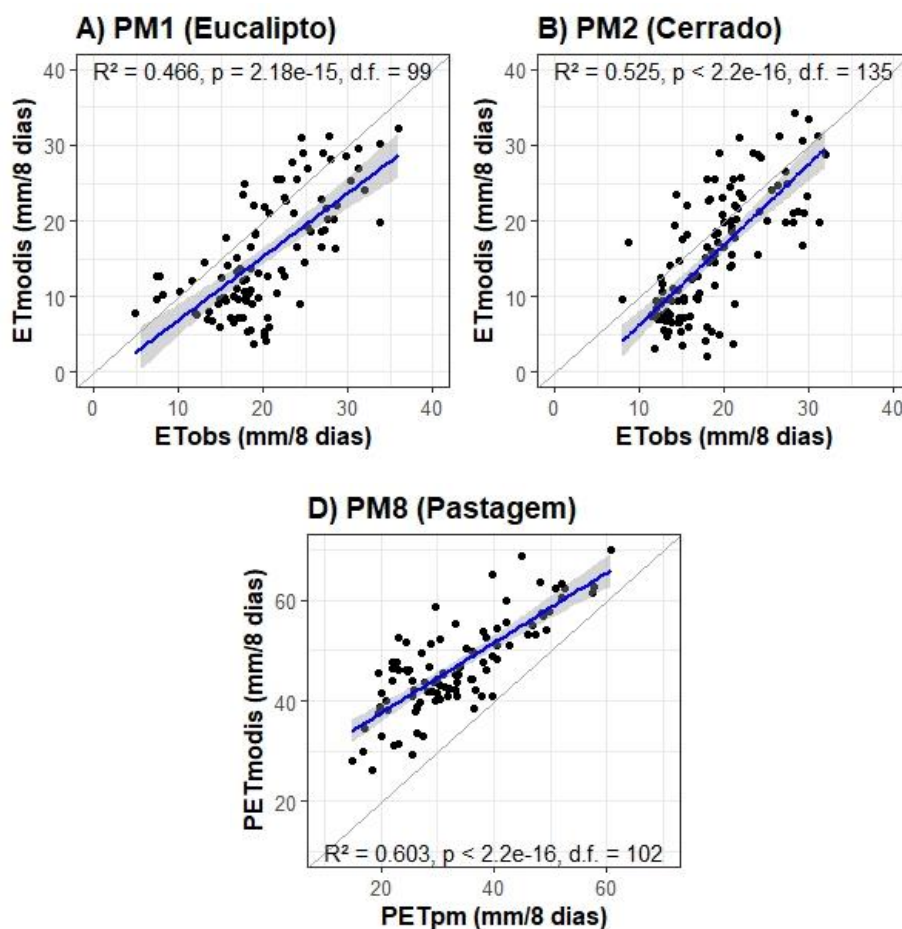 A) PM1 (Eucalipto)
R² = 0.466, p = 2.18e-15, d.f. = 99
ETmodis (mm/8 dias)
40
30
20
10
0
0 10 20 30 40
ETobs (mm/8 dias)
B) PM2 (Cerrado)
R² = 0.525, p < 2.2e-16, d.f. = 135
ETmodis (mm/8 dias)
40
30
20
10
0
0 10 20 30 40
ETobs (mm/8 dias)
D) PM8 (Pastagem)
PETmodis (mm/8 dias)
60
40
20
R² = 0.603, p < 2.2e-16, d.f. = 102
20 40 60
PETpm (mm/8 dias)